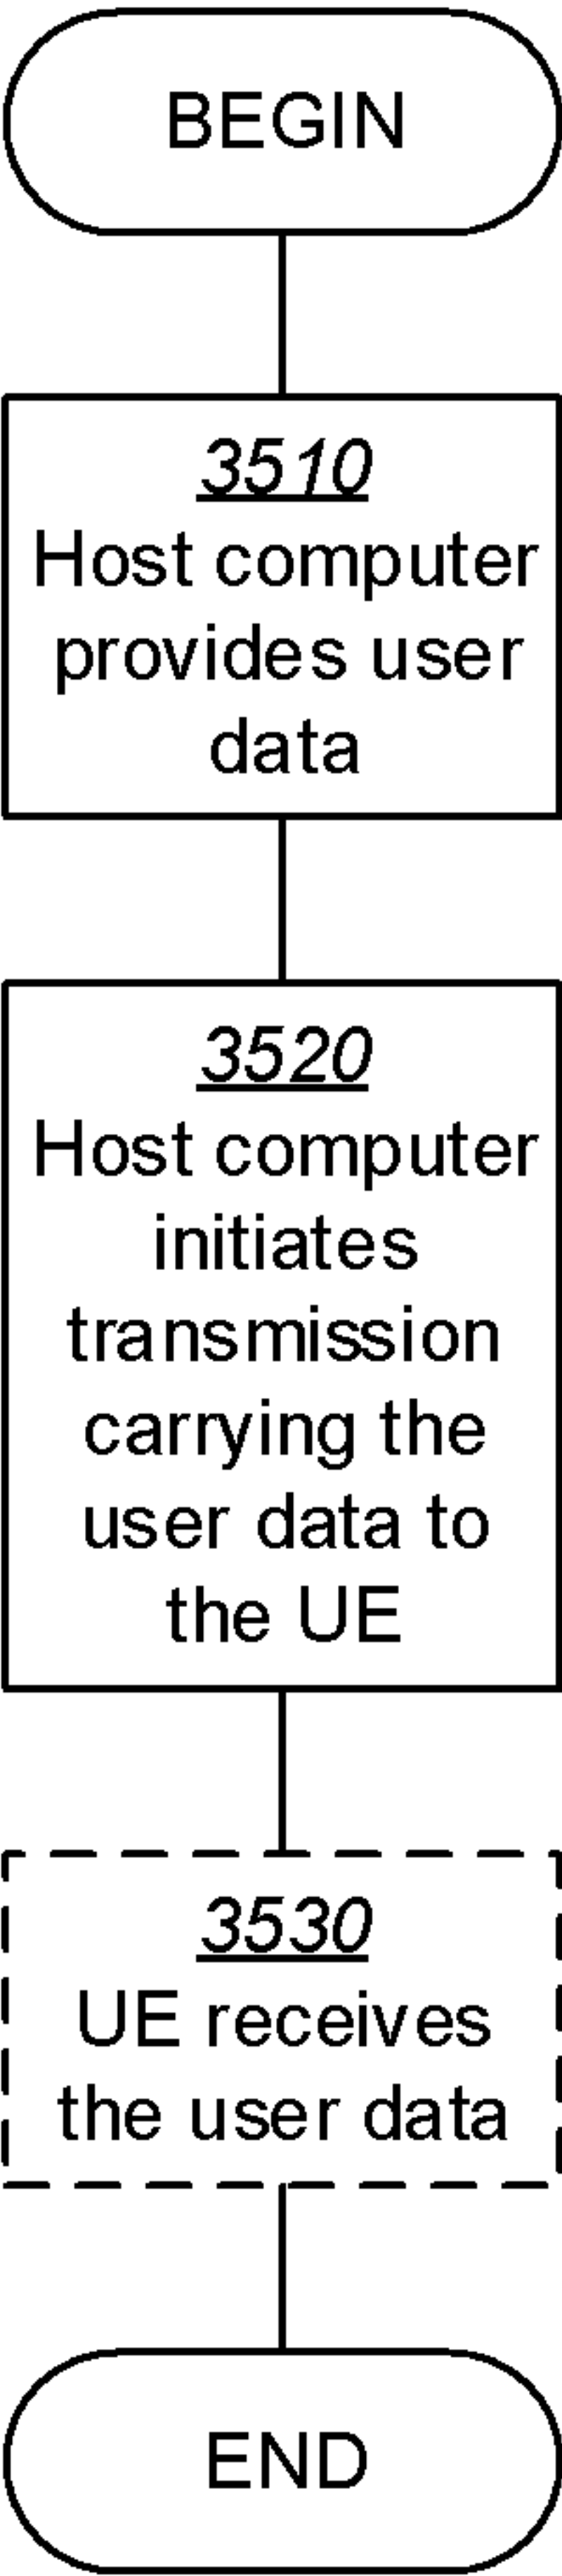 BEGIN
3510
Host computer
provides user
data
3520
Host computer
initiates
transmission
carrying the
user data to
the UE
3530
UE receives
the user data
END